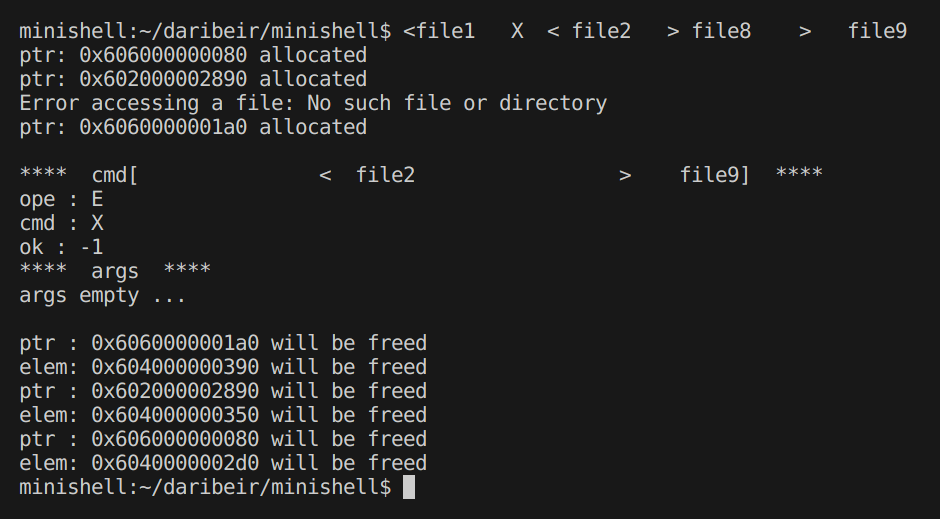 minishell:~/daribeir/minishell$ <file1   X  < file2   > file8    >   file9
ptr: 0x606000000080 allocated
ptr: 0x602000002890 allocated
Error accessing a file: No such file or directory
ptr: 0x6060000001a0 allocated
****  cmd[               <  file2                 >    file9]  ****
ope : E
cmd : X
ok : -1
****  args  ****
args empty ...
ptr : 0x6060000001a0 will be freed
elem: 0x604000000390 will be freed
ptr : 0x602000002890 will be freed
elem: 0x604000000350 will be freed
ptr : 0x606000000080 will be freed
elem: 0x6040000002d0 will be freed
minishell:~/daribeir/minishell$